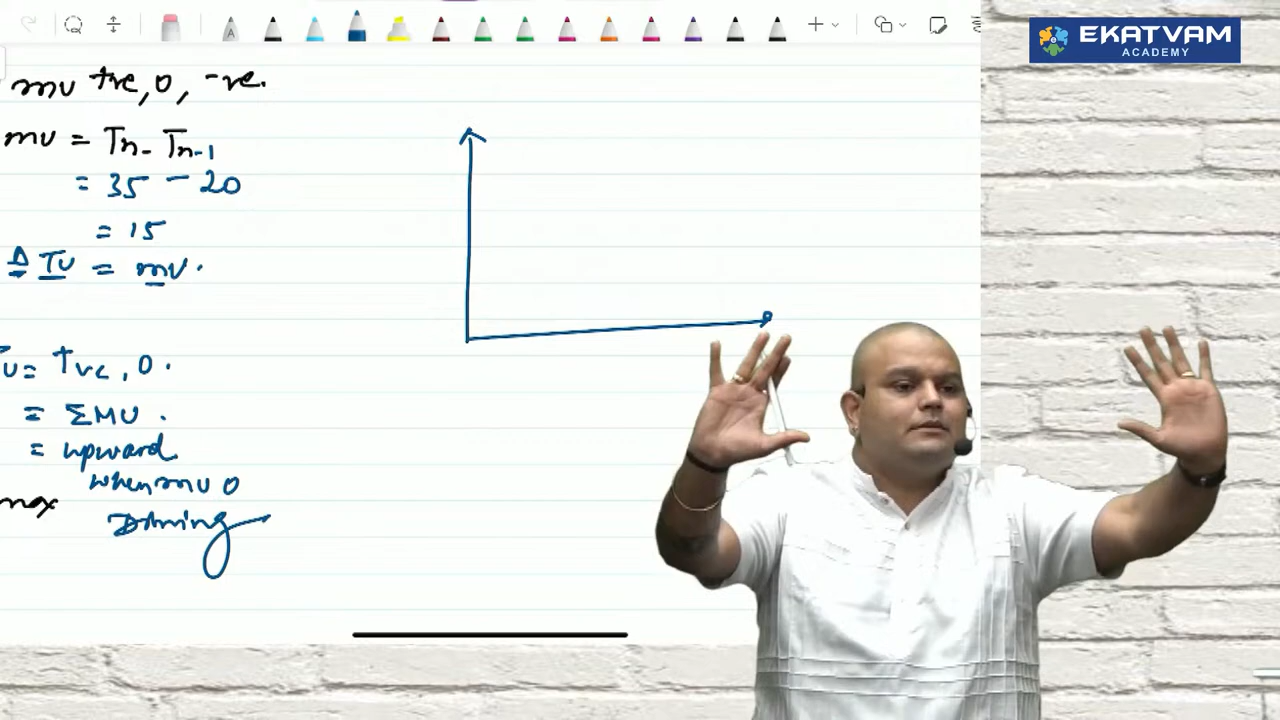 mu +ve, 0, -ve.
mu = Tn - Tn-1
= 35 - 20
= 15
Δ TU = mu.
U = +ve, 0.
= ΣMU.
= upward
when mu 0
max
EKATVAM
ACADEMY